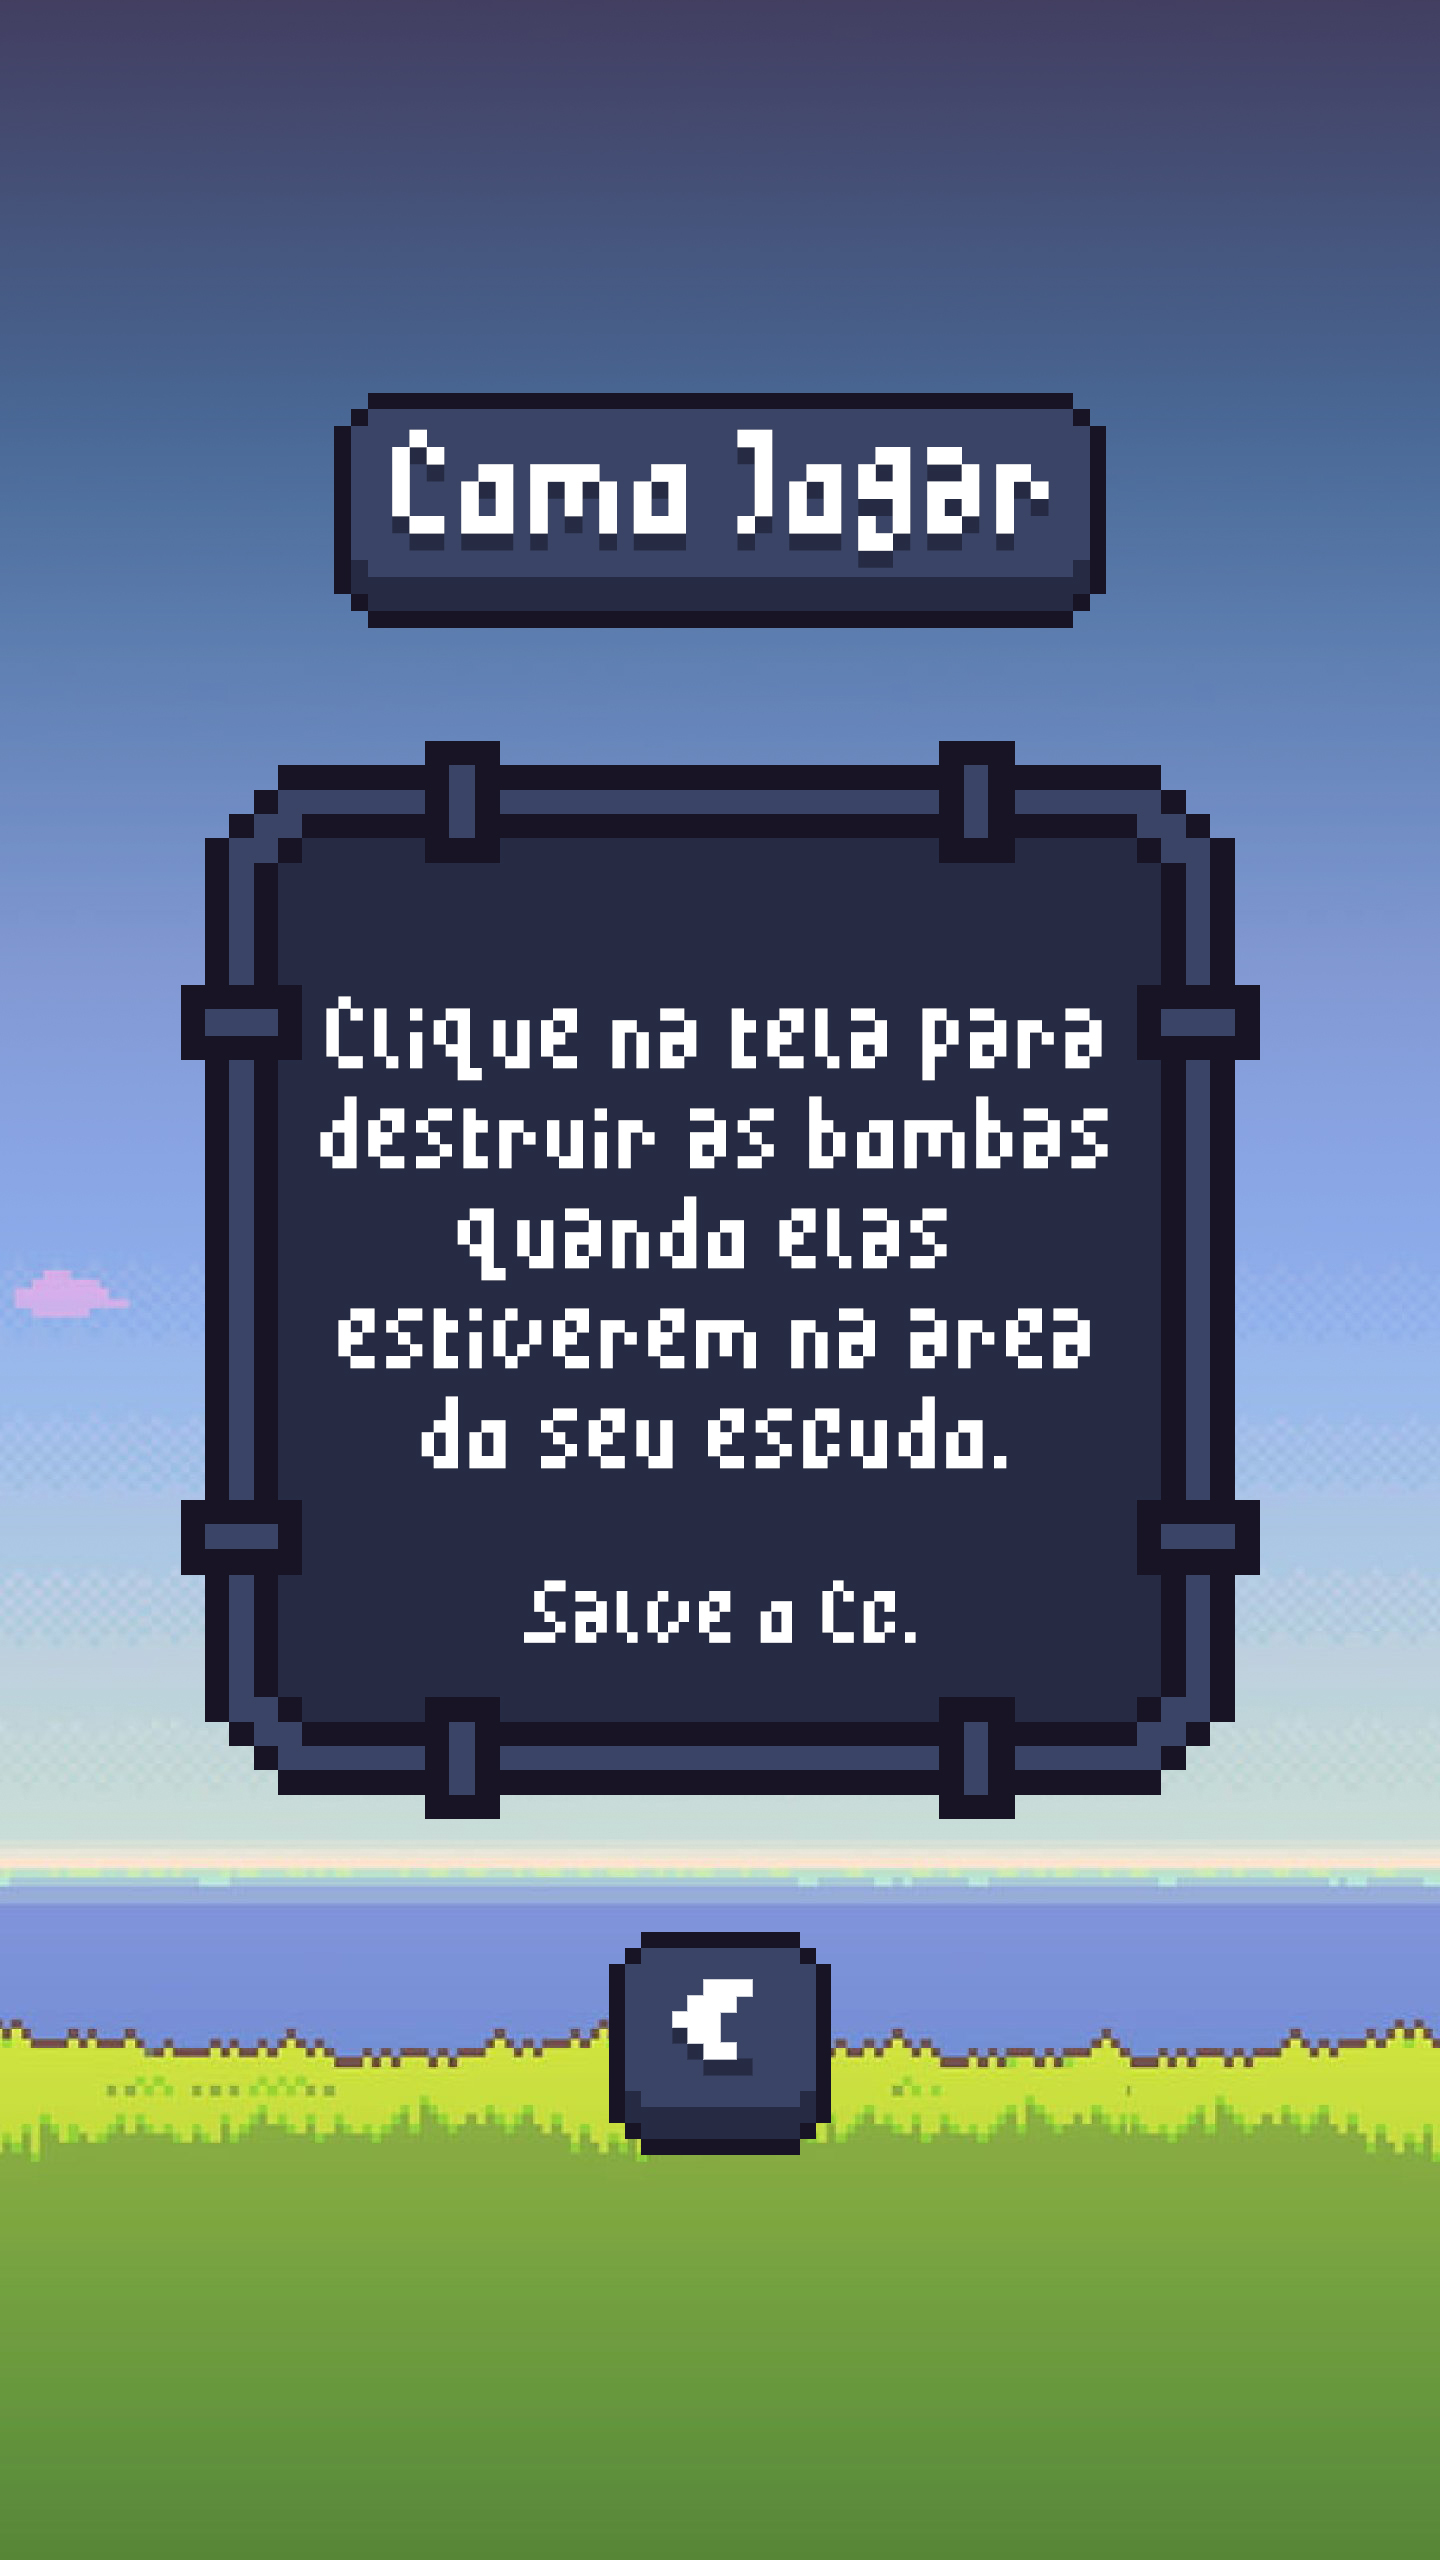 Como Jogar
Clique na tela para
destruir as bombas
quando elas
estiverem na area
do seu escudo.
Salve o Cc.